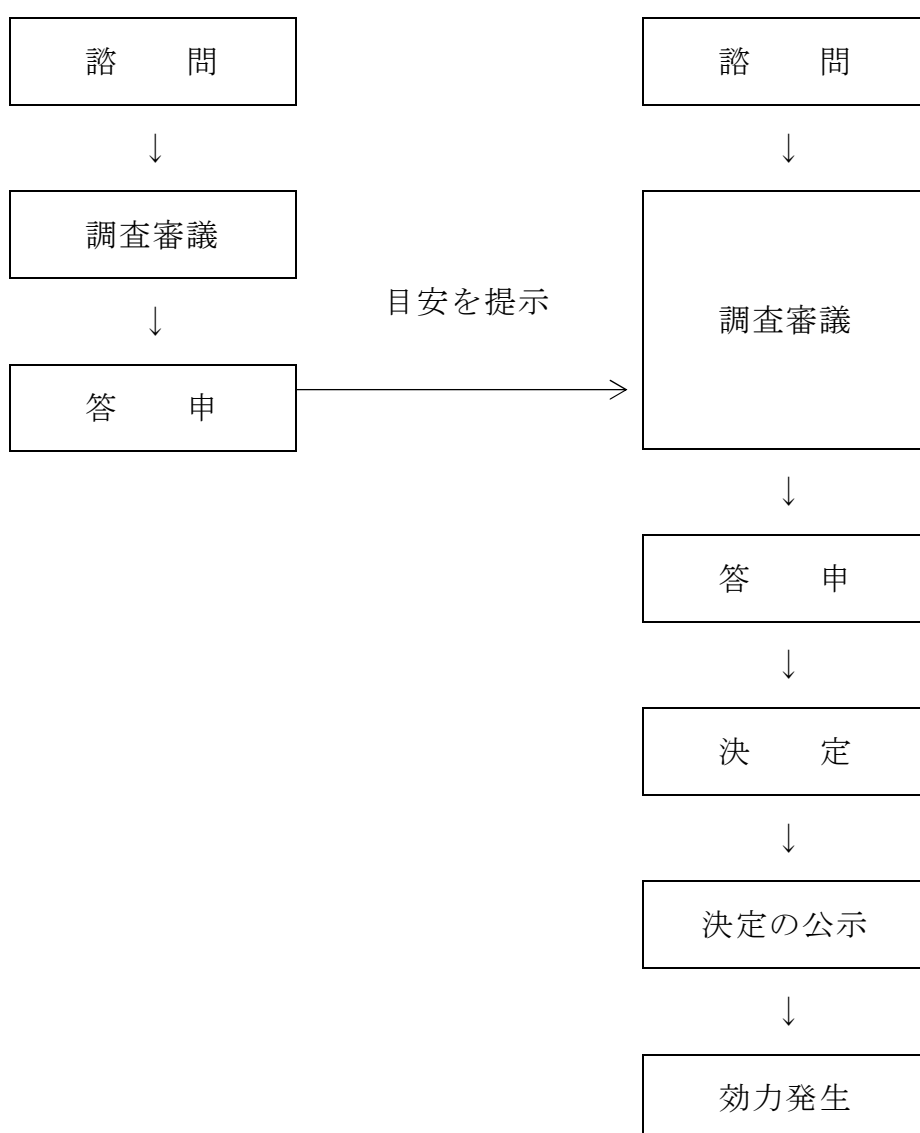 諮　　問
↓
調査審議
↓
答　　申
目安を提示
諮　　問
↓
調査審議
↓
答　　申
↓
決　　定
↓
決定の公示
↓
効力発生